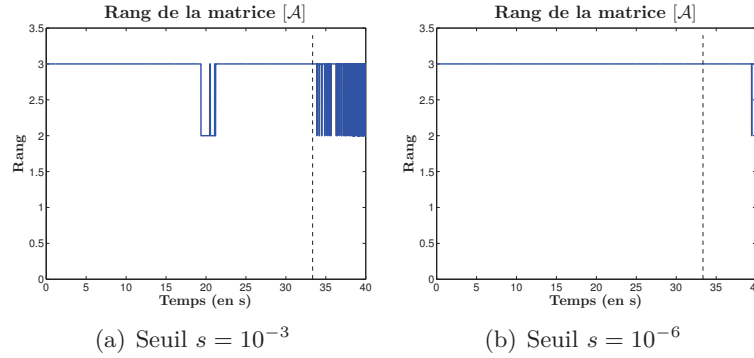 Rang de la matrice [𝒜]
3.5
3
2.5
2
1.5
1
0.5
0
Rang
0 5 10 15 20 25 30 35 40
Temps (en s)
(a) Seuil s = 10⁻³
Rang de la matrice [𝒜]
3.5
3
2.5
2
1.5
1
0.5
0
Rang
0 5 10 15 20 25 30 35
Temps (en s)
(b) Seuil s = 10⁻⁶